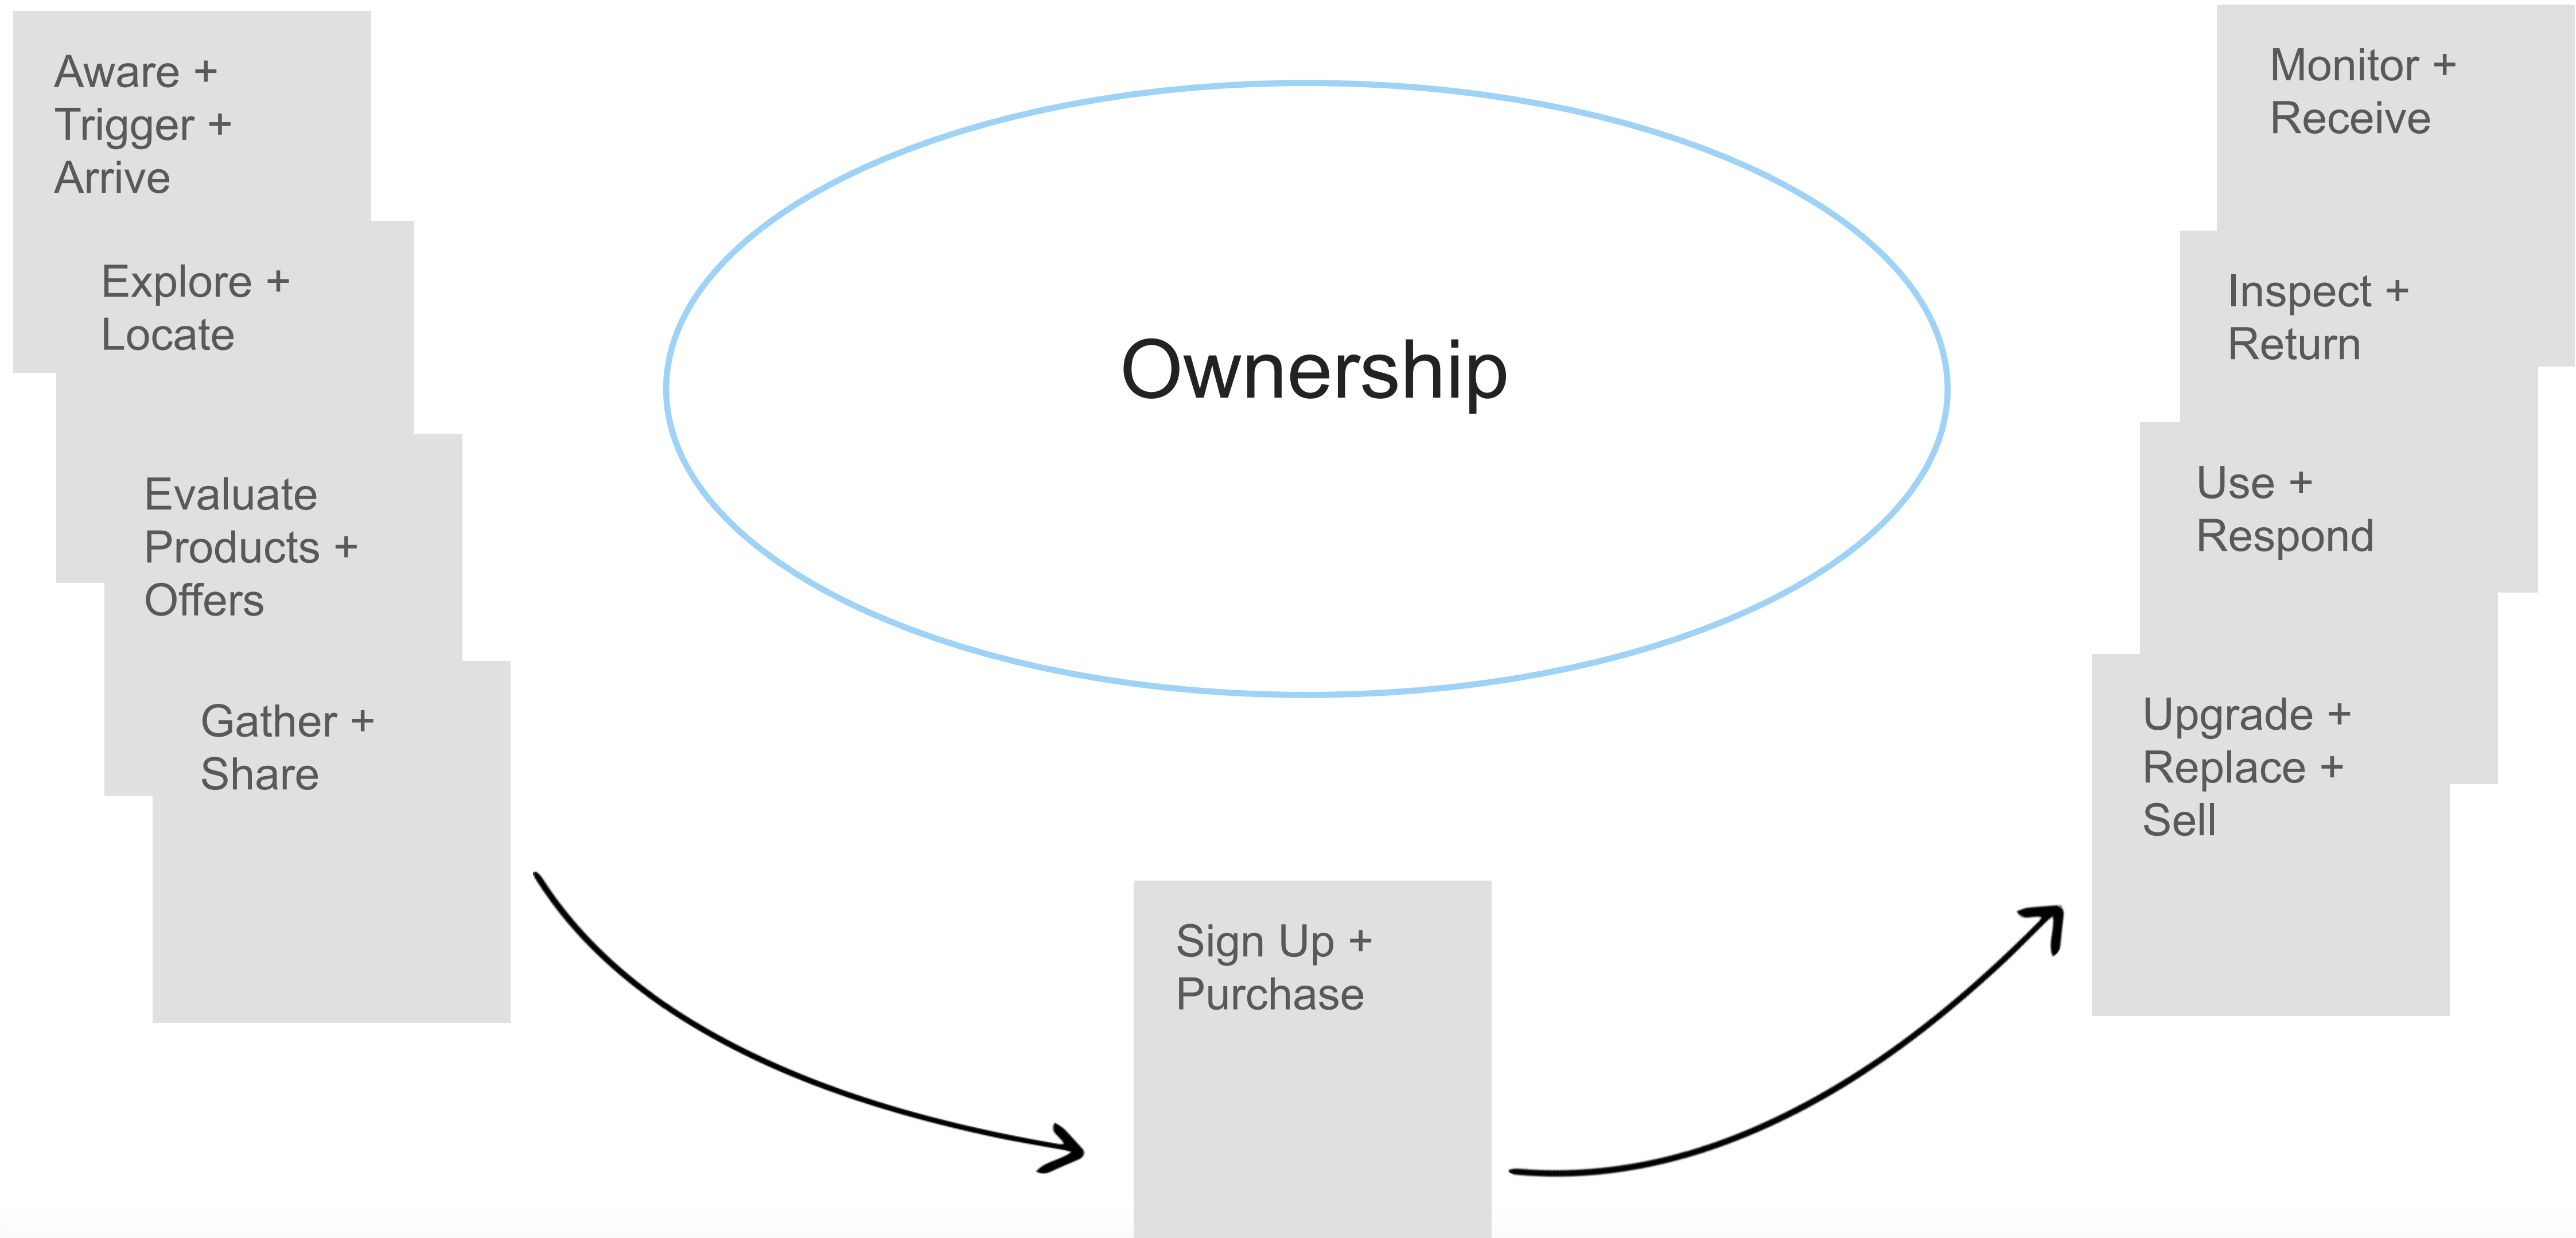 Aware +
Trigger +
Arrive
Explore +
Locate
Evaluate
Products +
Offers
Gather +
Share
Ownership
Sign Up +
Purchase
Monitor +
Receive
Inspect +
Return
Use +
Respond
Upgrade +
Replace +
Sell